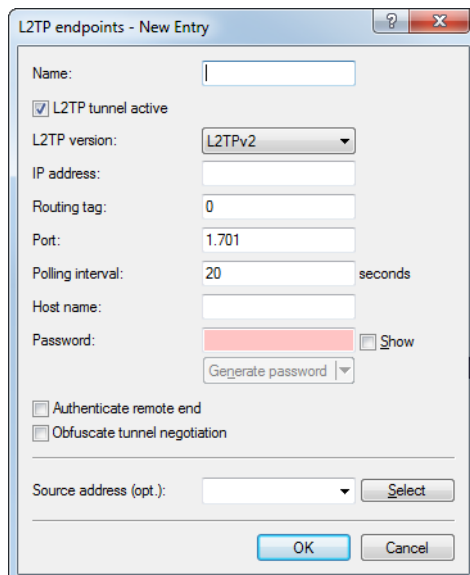 L2TP endpoints - New Entry
Name:
L2TP tunnel active
L2TP version: L2TPv2
IP address:
Routing tag: 0
Port: 1.701
Polling interval: 20 seconds
Host name:
Password: Show
Generate password
Authenticate remote end
Obfuscate tunnel negotiation
Source address (opt.): Select
OK Cancel